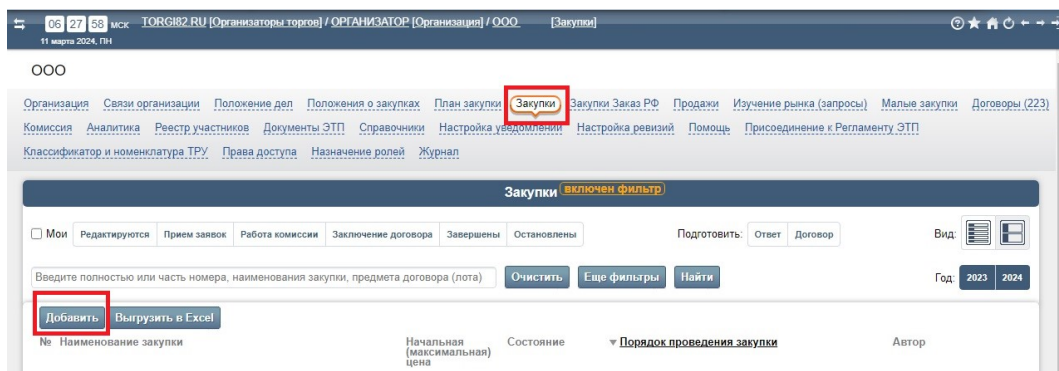 06 27 58 мск TORGI82.RU [Организаторы торгов] / ОРГАНИЗАТОР [Организация] / ООО [Закупки]
11 марта 2024, ПН
ООО
Организация Связи организации Положение дел Положения о закупках План закупки Закупки Закупки Заказ РФ Продажи Изучение рынка (запросы) Малые закупки Договоры (223)
Комиссия Аналитика Реестр участников Документы ЭТП Справочники Настройка уведомлений Настройка ревизий Помощь Присоединение к Регламенту ЭТП
Классификатор и номенклатура ТРУ Права доступа Назначение ролей Журнал
Закупки включен фильтр
Мои Редактируются Прием заявок Работа комиссии Заключение договора Завершены Остановлены Подготовить: Ответ Договор Вид:
Введите полностью или часть номера, наименования закупки, предмета договора (лота) Очистить Еще фильтры Найти Год: 2023 2024
Добавить Выгрузить в Excel
№ Наименование закупки Начальная (максимальная) цена Состояние Порядок проведения закупки Автор